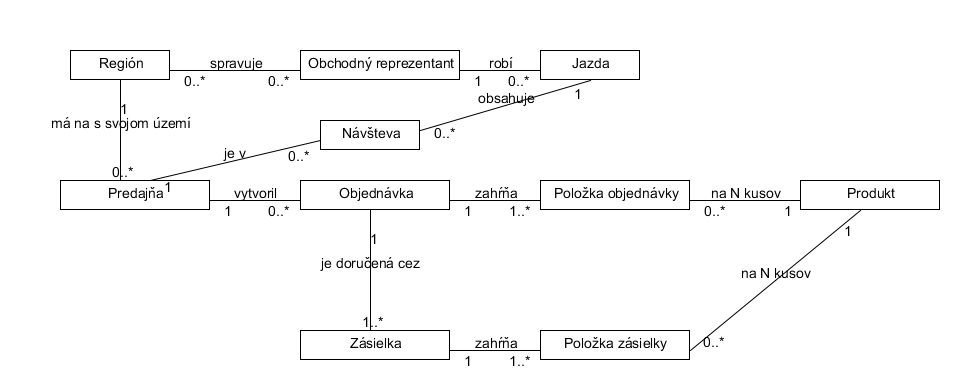 Región
spravuje
0..*
0..*
Obchodný reprezentant
robí
1
0..*
Jazda
1
má na s svojom území
0..*
obsahuje
1
0..*
Návšteva
je v
0..*
1
Predajňa
vytvoril
1
0..*
Objednávka
zahŕňa
1
1..*
Položka objednávky
na N kusov
0..*
1
Produkt
1
je doručená cez
1..*
1
na N kusov
0..*
Zásielka
zahŕňa
1
1..*
Položka zásielky